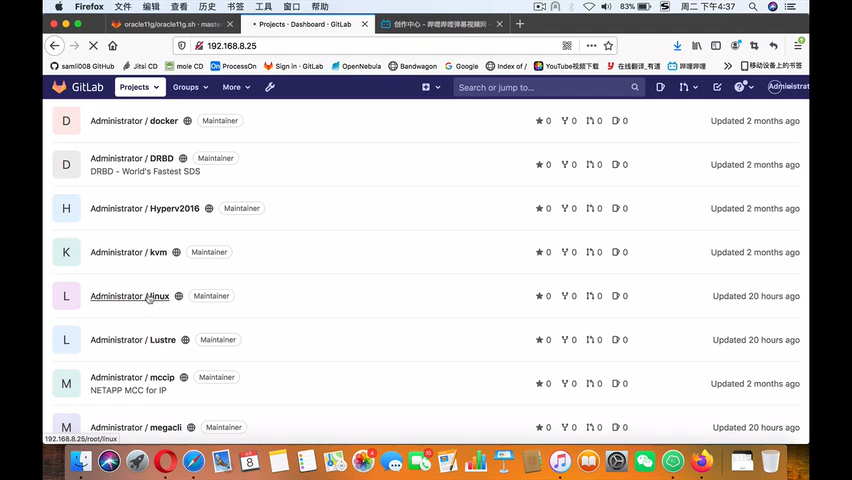 Firefox 文件 编辑 查看 历史 书签 工具 窗口 帮助 83% 周二 下午4:37
oracle11g/oracle11g.sh · maste
Projects · Dashboard · GitLab
创作中心 - 哔哩哔哩弹幕视频网
192.168.8.25
samli008 GitHub Jitsi CD mole CD ProcessOn Sign in · GitLab OpenNebula Bandwagon Index of / Google YouTube视频下载 在线翻译_有道 哔哩哔哩 移动设备上的书签
GitLab Projects Groups More Search or jump to... Administrat
D Administrator / docker Maintainer 0 0 0 0 Updated 2 months ago
D Administrator / DRBD Maintainer 0 0 0 0 Updated 2 months ago
DRBD - World's Fastest SDS
H Administrator / Hyperv2016 Maintainer 0 0 0 0 Updated 2 months ago
K Administrator / kvm Maintainer 0 0 0 0 Updated 2 months ago
L Administrator / linux Maintainer 0 0 0 0 Updated 20 hours ago
L Administrator / Lustre Maintainer 0 0 0 0 Updated 20 hours ago
M Administrator / mccip Maintainer 0 0 0 0 Updated 2 months ago
NETAPP MCC for IP
M Administrator / megacli Maintainer 0 0 0 0 Updated 20 hours ago
192.168.8.25/root/linux
8